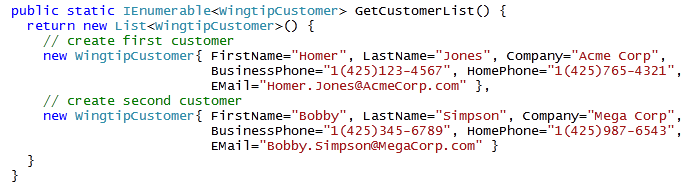 public static IEnumerable<WingtipCustomer> GetCustomerList() {
  return new List<WingtipCustomer>() {
    // create first customer
    new WingtipCustomer{ FirstName="Homer", LastName="Jones", Company="Acme Corp",
                         BusinessPhone="1(425)123-4567", HomePhone="1(425)765-4321",
                         EMail="Homer.Jones@AcmeCorp.com" },
    // create second customer
    new WingtipCustomer{ FirstName="Bobby", LastName="Simpson", Company="Mega Corp",
                         BusinessPhone="1(425)345-6789", HomePhone="1(425)987-6543",
                         EMail="Bobby.Simpson@MegaCorp.com" }
  }
}